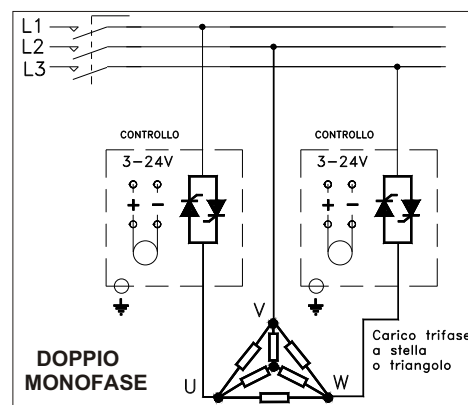 L1
L2
L3
CONTROLLO
3-24V
+ -
CONTROLLO
3-24V
+ -
V
Carico trifase
a stella
o triangolo
DOPPIO
MONOFASE
U
W